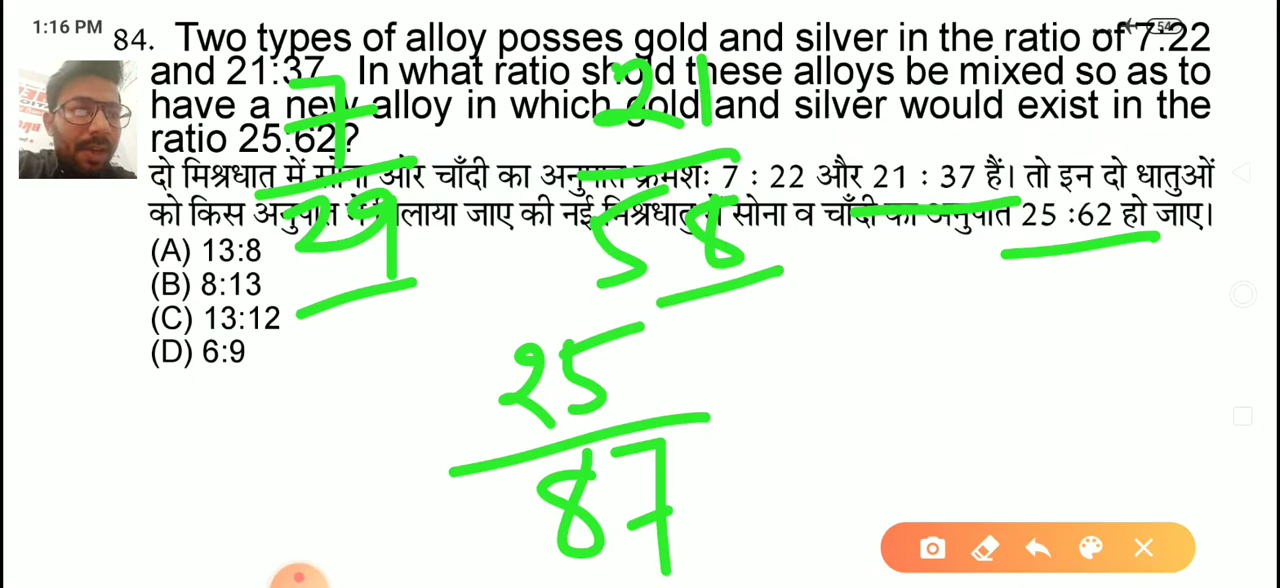 1:16 PM
54
84. Two types of alloy posses gold and silver in the ratio of 7:22
and 21:37. In what ratio should these alloys be mixed so as to
have a new alloy in which gold and silver would exist in the
ratio 25:62?
दो मिश्रधात में सोना और चाँदी का अनुपात क्रमशः 7 : 22 और 21 : 37 हैं। तो इन दो धातुओं
को किस अनुपात में मिलाया जाए की नई मिश्रधातु में सोना व चाँदी का अनुपात 25 :62 हो जाए।
(A) 13:8
(B) 8:13
(C) 13:12
(D) 6:9
7
29
21
58
25
87